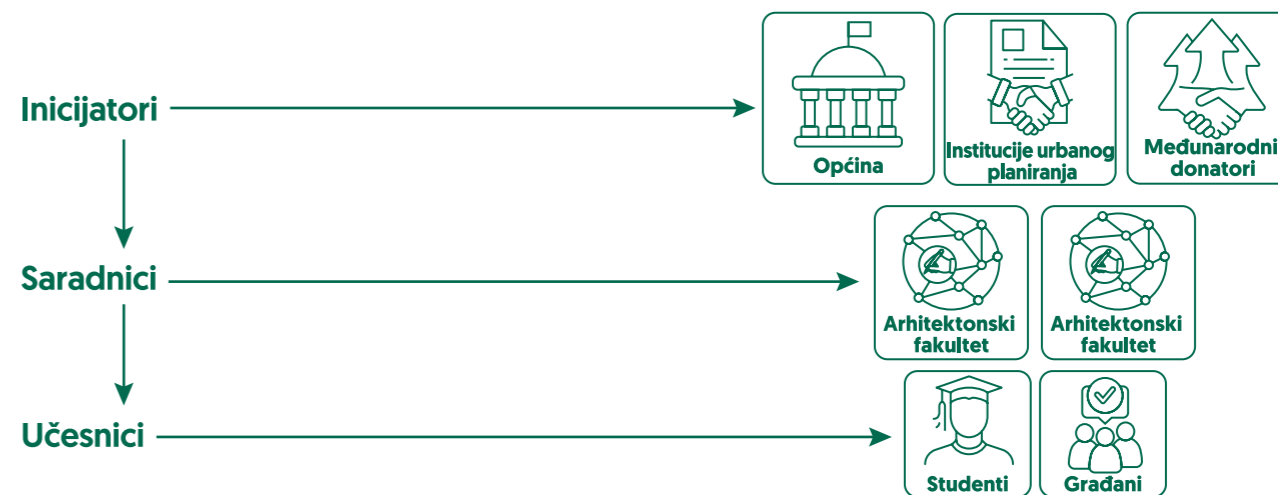 Inicijatori
Općina
Institucije urbanog
planiranja
Međunarodni
donatori
Saradnici
Arhitektonski
fakultet
Arhitektonski
fakultet
Učesnici
Studenti
Građani